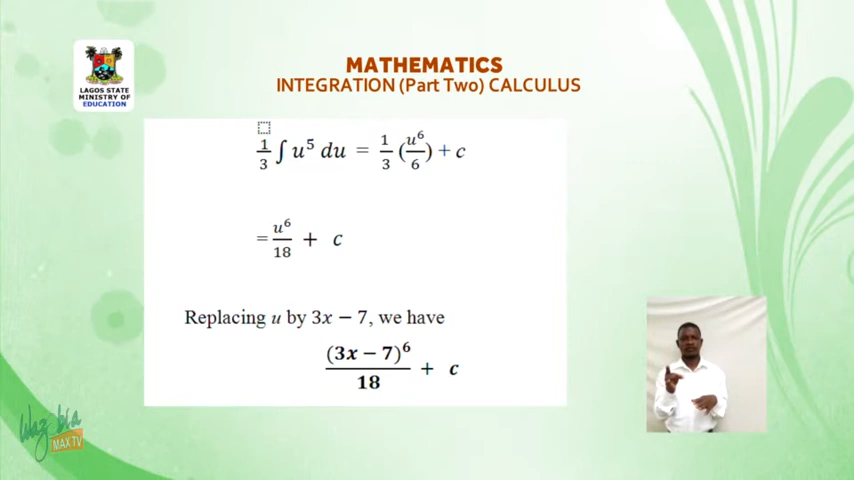 MATHEMATICS
INTEGRATION (Part Two) CALCULUS
LAGOS STATE
MINISTRY OF
EDUCATION
1/3 ∫ u⁵ du = 1/3 (u⁶/6) + c
= u⁶/18 + c
Replacing u by 3x − 7, we have
(3x − 7)⁶/18 + c
Wazobia
MAX TV